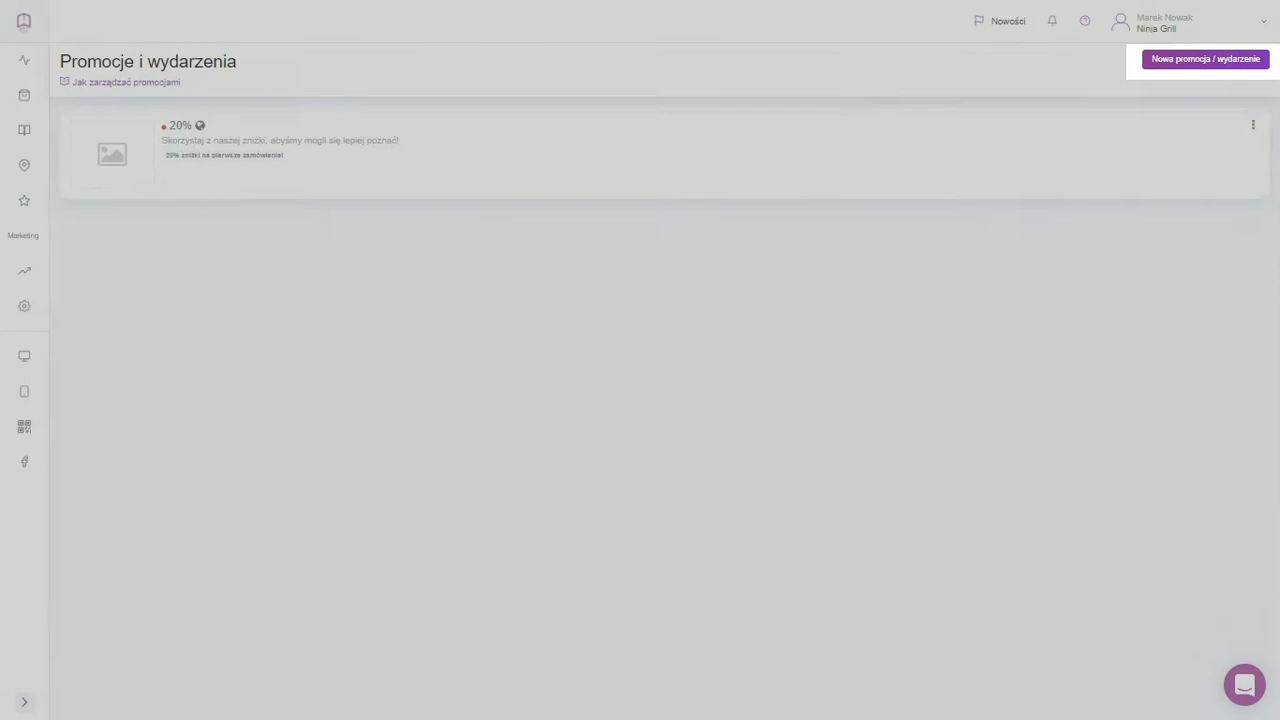 Nowości
Marek Nowak
Ninja Grill
Promocje i wydarzenia
Jak zarządzać promocjami
Nowa promocja / wydarzenie
20%
Skorzystaj z naszej zniżki, abyśmy mogli się lepiej poznać!
20% zniżki na pierwsze zamówienie!
Marketing